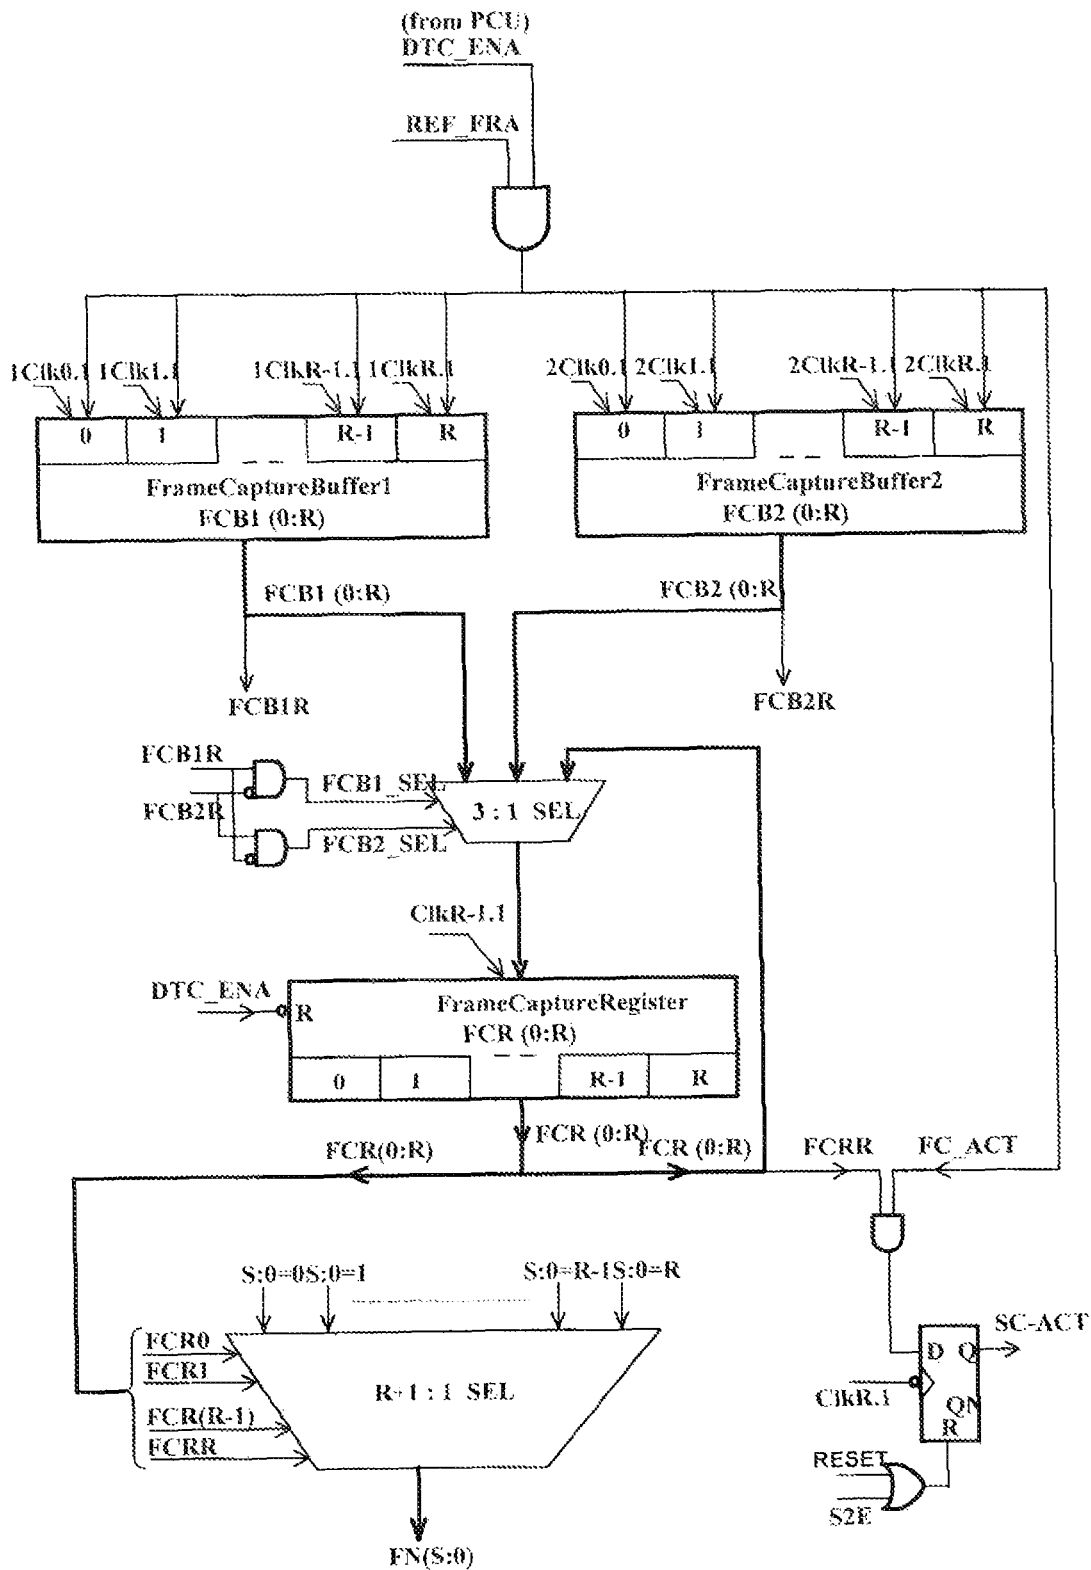 (from PCU)
DTC_ENA
REF_FRA
1Clk0.1 1Clk1.1 1ClkR-1.1 1ClkR.1 2Clk0.1 2Clk1.1 2ClkR-1.1 2ClkR.1
0 1 R-1 R 0 1 R-1 R
FrameCaptureBuffer1 FrameCaptureBuffer2
FCB1 (0:R) FCB2 (0:R)
FCB1 (0:R) FCB2 (0:R
FCB1R FCB2R
FCB1R
FCB1_SEL
FCB2R
3 : 1 SEL
FCB2_SEL
ClkR-1.1
DTC_ENA
R
FrameCaptureRegister
FCR (0:R)
0 1 R-1 R
FCR (0:R)
FCR(0:R) FCR (0:R) FCRR FC_ACT
S:0=0 S:0=1 S:0=R-1 S:0=R
FCR0
FCR1
FCR(R-1)
FCRR
R+1 : 1 SEL
SC-ACT
D Q
ClkR.1
QN
R
RESET
S2E
FN(S:0)